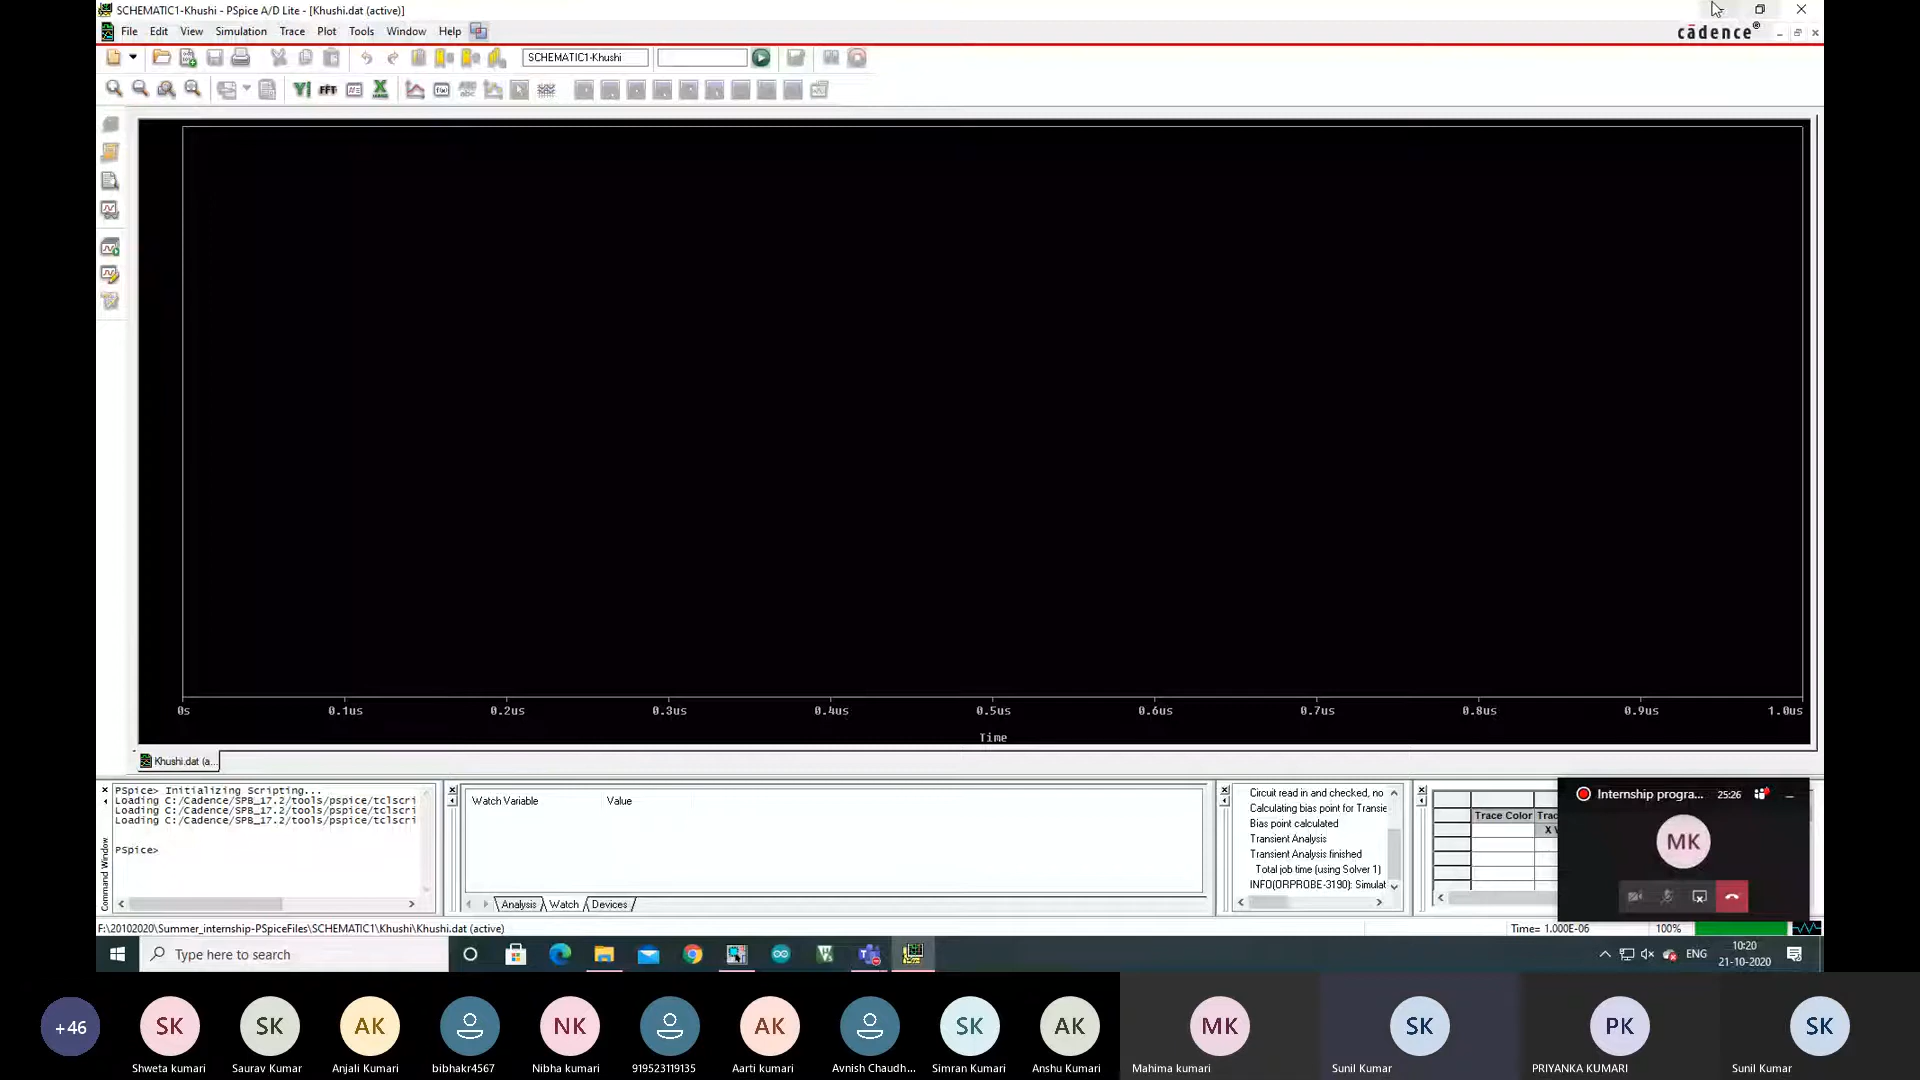 SCHEMATIC1-Khushi - PSpice A/D Lite - [Khushi.dat (active)]
File Edit View Simulation Trace Plot Tools Window Help
cādence®
SCHEMATIC1-Khushi
FFT
0s 0.1us 0.2us 0.3us 0.4us 0.5us 0.6us 0.7us 0.8us 0.9us 1.0us
Time
Khushi.dat (a...
Command Window
PSpice> Initializing Scripting...
Loading C:/Cadence/SPB_17.2/tools/pspice/tclscri
Loading C:/Cadence/SPB_17.2/tools/pspice/tclscri
Loading C:/Cadence/SPB_17.2/tools/pspice/tclscri
PSpice>
Watch Variable Value
Analysis Watch Devices
Circuit read in and checked, no
Calculating bias point for Transie
Bias point calculated
Transient Analysis
Transient Analysis finished
Total job time (using Solver 1)
INFO(ORPROBE-3190): Simulat
Trace Color Trac
X V
Internship progra... 25:26
MK
F:\20102020\Summer_internship-PSpiceFiles\SCHEMATIC1\Khushi\Khushi.dat (active)
Time= 1.000E-06 100%
Type here to search
ENG
10:20
21-10-2020
+46 SK SK AK NK AK SK AK MK SK PK SK
Shweta kumari Saurav Kumar Anjali Kumari bibhakr4567 Nibha kumari 919523119135 Aarti kumari Avnish Chaudh... Simran Kumari Anshu Kumari Mahima kumari Sunil Kumar PRIYANKA KUMARI Sunil Kumar